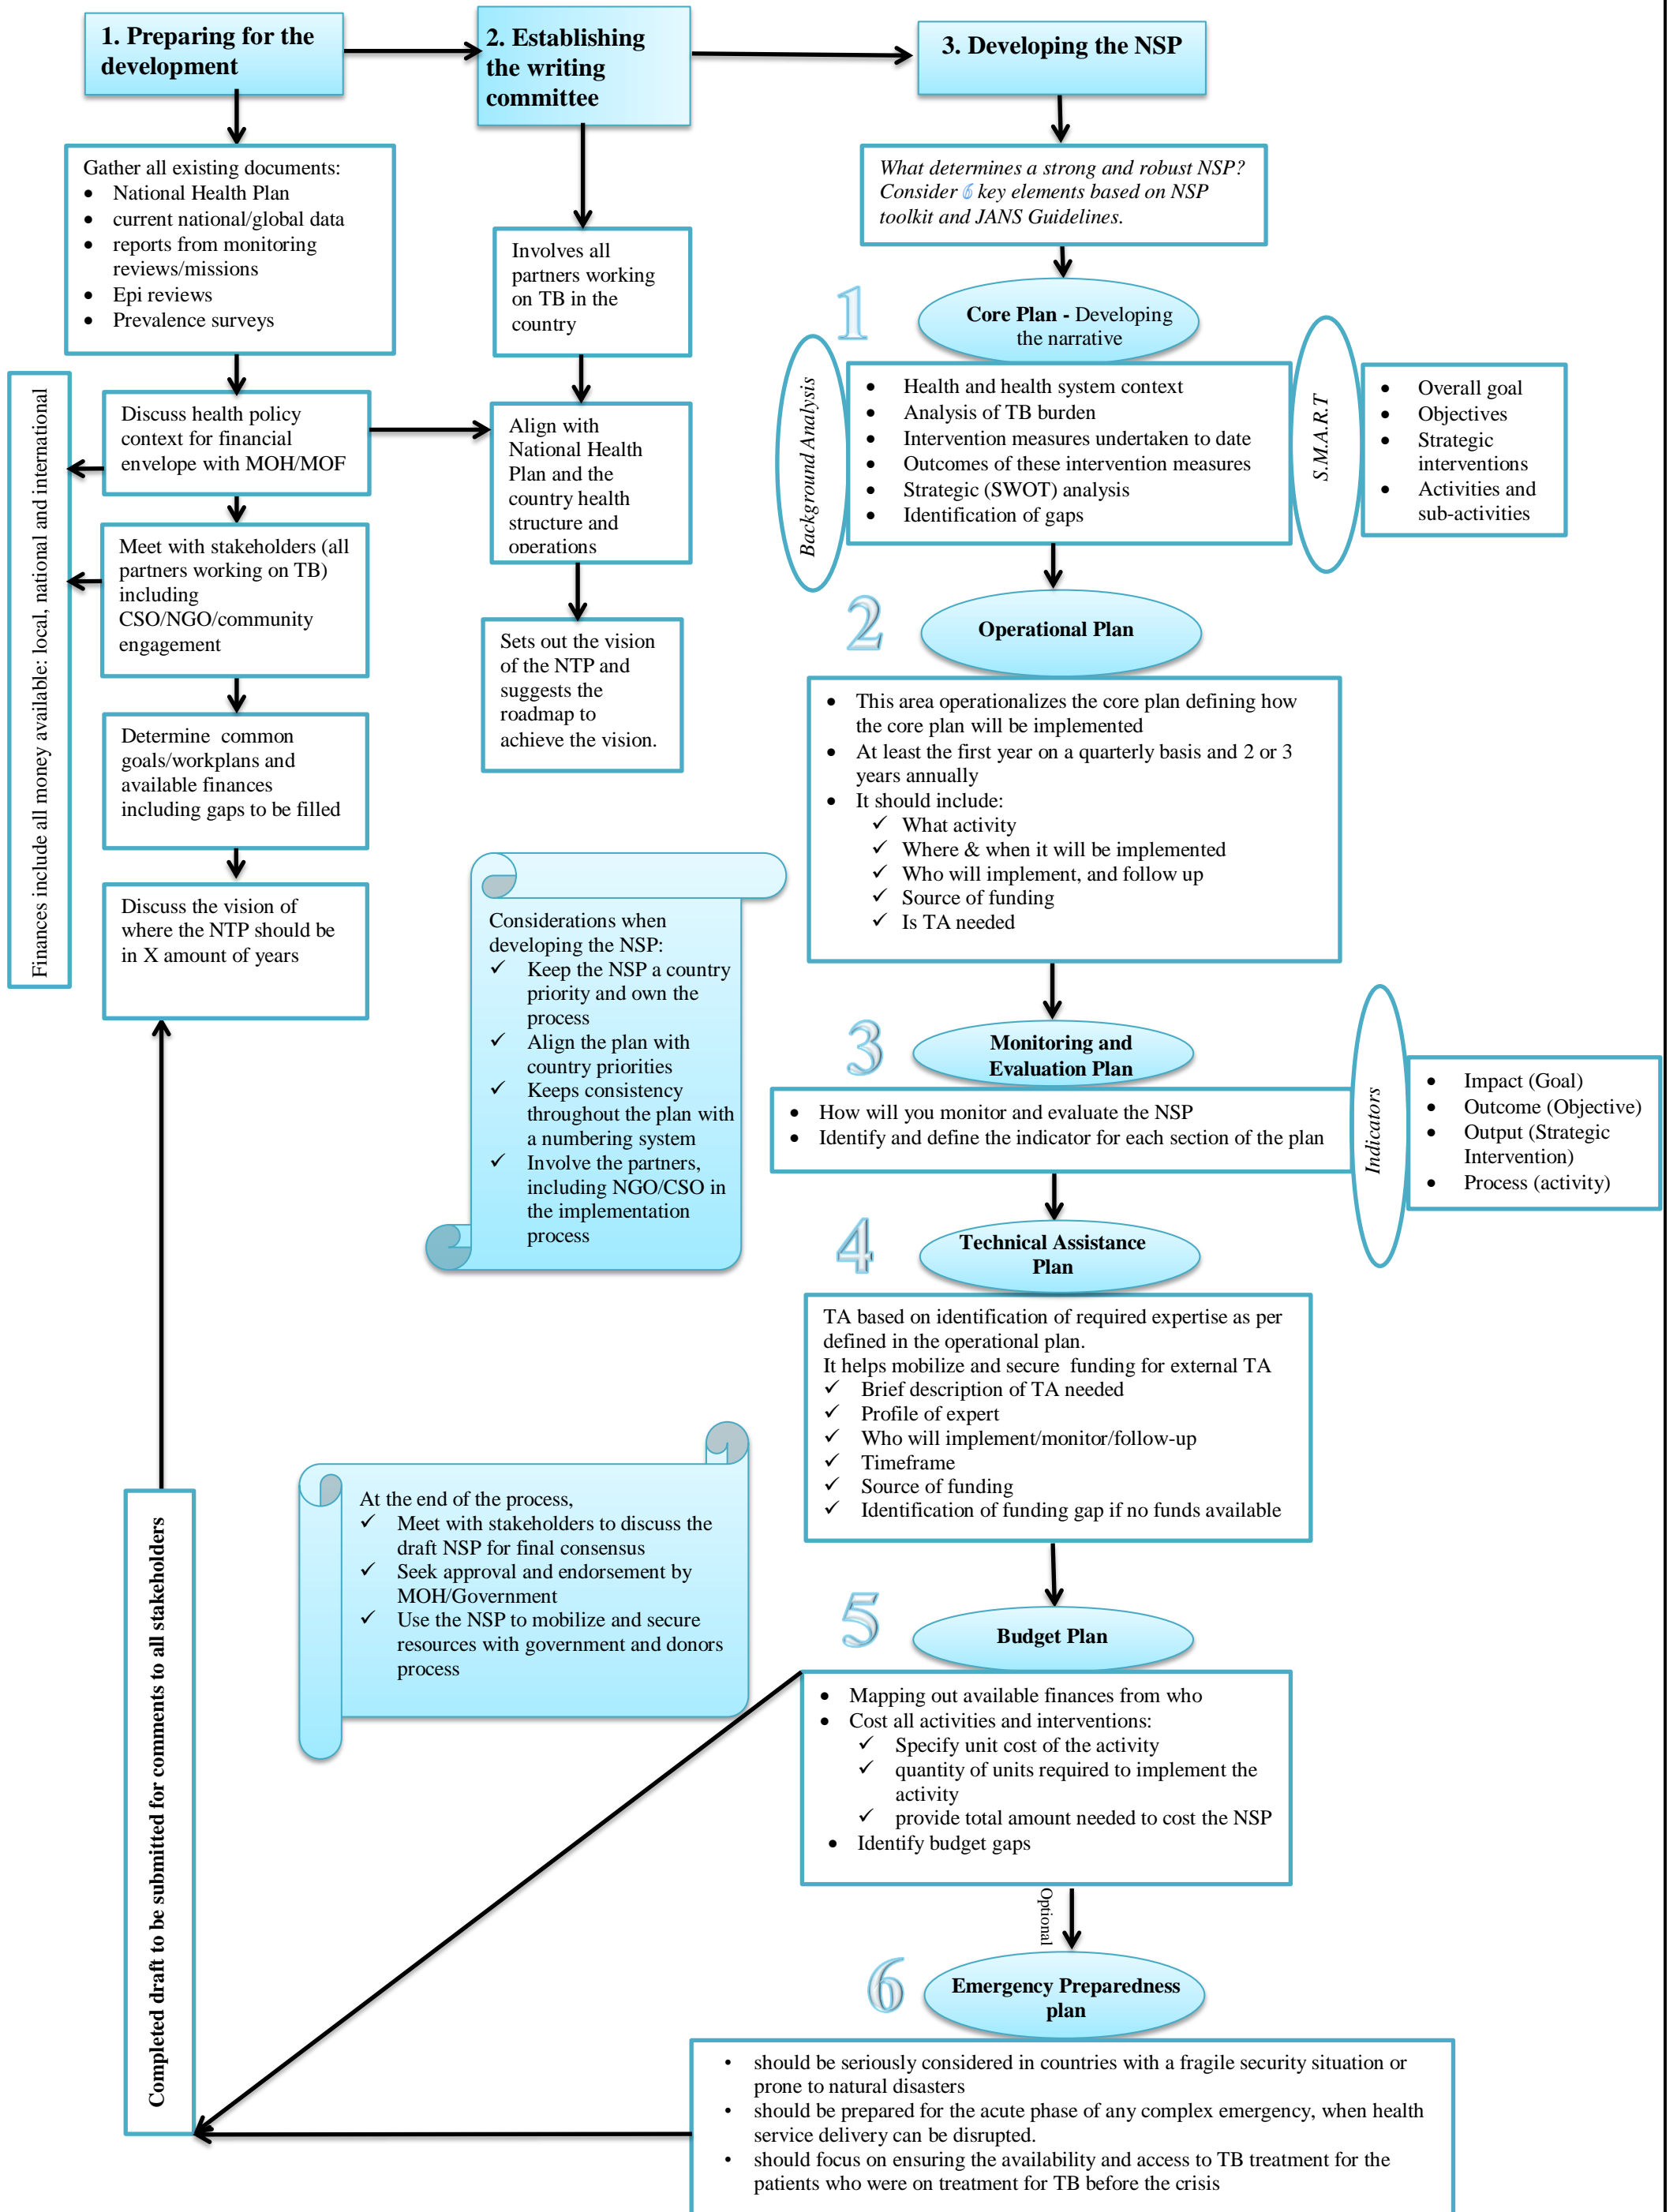 1. Preparing for the
development
2. Establishing
the writing
committee
3. Developing the NSP
Gather all existing documents:
• National Health Plan
• current national/global data
• reports from monitoring
reviews/missions
• Epi reviews
• Prevalence surveys
Discuss health policy
context for financial
envelope with MOH/MOF
Meet with stakeholders (all
partners working on TB)
including
CSO/NGO/community
engagement
Determine common
goals/workplans and
available finances
including gaps to be filled
Discuss the vision of
where the NTP should be
in X amount of years
Finances include all money available: local, national and international
Involves all
partners working
on TB in the
country
Align with
National Health
Plan and the
country health
structure and
operations
Sets out the vision
of the NTP and
suggests the
roadmap to
achieve the vision.
What determines a strong and robust NSP?
Consider 6 key elements based on NSP
toolkit and JANS Guidelines.
1
Core Plan - Developing
the narrative
Background Analysis
• Health and health system context
• Analysis of TB burden
• Intervention measures undertaken to date
• Outcomes of these intervention measures
• Strategic (SWOT) analysis
• Identification of gaps
S.M.A.R.T
• Overall goal
• Objectives
• Strategic
interventions
• Activities and
sub-activities
2
Operational Plan
• This area operationalizes the core plan defining how
the core plan will be implemented
• At least the first year on a quarterly basis and 2 or 3
years annually
• It should include:
✓ What activity
✓ Where & when it will be implemented
✓ Who will implement, and follow up
✓ Source of funding
✓ Is TA needed
Considerations when
developing the NSP:
✓ Keep the NSP a country
priority and own the
process
✓ Align the plan with
country priorities
✓ Keeps consistency
throughout the plan with
a numbering system
✓ Involve the partners,
including NGO/CSO in
the implementation
process
3
Monitoring and
Evaluation Plan
• How will you monitor and evaluate the NSP
• Identify and define the indicator for each section of the plan
Indicators
• Impact (Goal)
• Outcome (Objective)
• Output (Strategic
Intervention)
• Process (activity)
4
Technical Assistance
Plan
TA based on identification of required expertise as per
defined in the operational plan.
It helps mobilize and secure funding for external TA
✓ Brief description of TA needed
✓ Profile of expert
✓ Who will implement/monitor/follow-up
✓ Timeframe
✓ Source of funding
✓ Identification of funding gap if no funds available
At the end of the process,
✓ Meet with stakeholders to discuss the
draft NSP for final consensus
✓ Seek approval and endorsement by
MOH/Government
✓ Use the NSP to mobilize and secure
resources with government and donors
process
5
Budget Plan
• Mapping out available finances from who
• Cost all activities and interventions:
✓ Specify unit cost of the activity
✓ quantity of units required to implement the
activity
✓ provide total amount needed to cost the NSP
• Identify budget gaps
Optional
6
Emergency Preparedness
plan
• should be seriously considered in countries with a fragile security situation or
prone to natural disasters
• should be prepared for the acute phase of any complex emergency, when health
service delivery can be disrupted.
• should focus on ensuring the availability and access to TB treatment for the
patients who were on treatment for TB before the crisis
Completed draft to be submitted for comments to all stakeholders